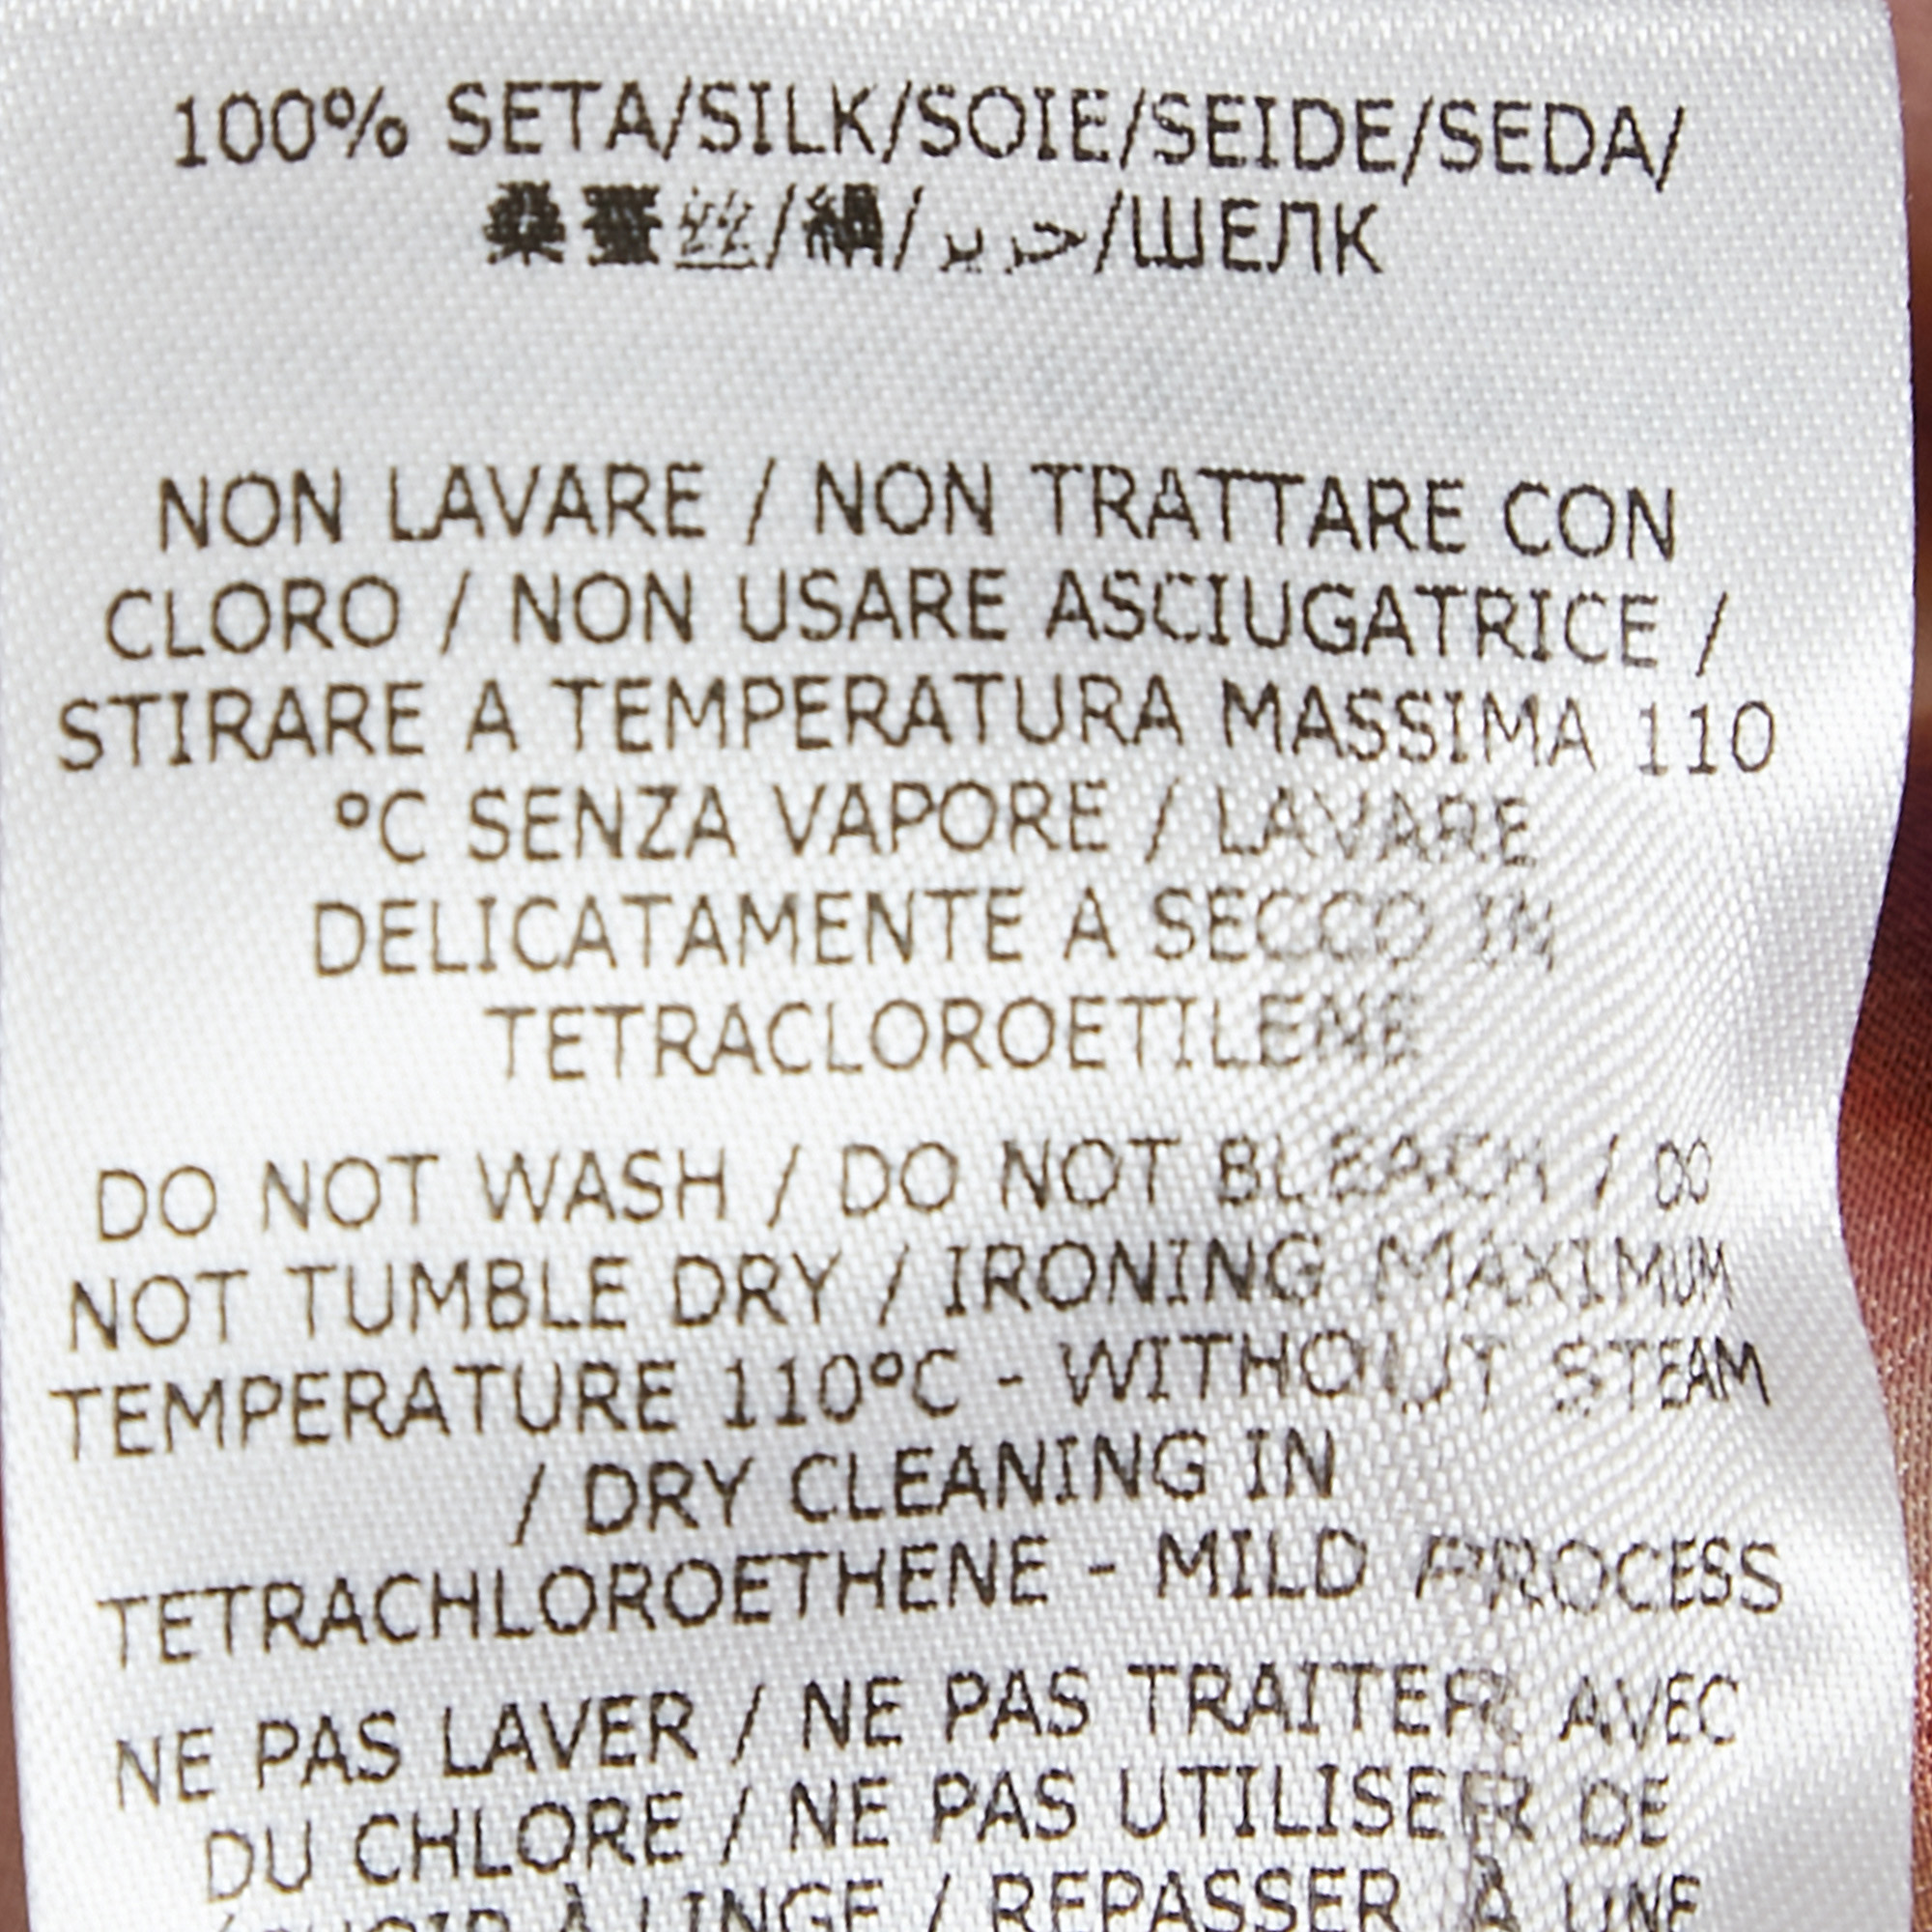 100% SETA/SILK/SOIE/SEIDE/SEDA/
桑蚕丝/絹/حرير/ШЕЛК
NON LAVARE / NON TRATTARE CON
CLORO / NON USARE ASCIUGATRICE /
STIRARE A TEMPERATURA MASSIMA 110
°C SENZA VAPORE / LAVARE
DELICATAMENTE A SECCO IN
TETRACLOROETILENE
DO NOT WASH / DO NOT BLEACH / DO
NOT TUMBLE DRY / IRONING MAXIMUM
TEMPERATURE 110°C - WITHOUT STEAM
/ DRY CLEANING IN
TETRACHLOROETHENE - MILD PROCESS
NE PAS LAVER / NE PAS TRAITER AVEC
DU CHLORE / NE PAS UTILISER DE
À LINGE / REPASSER À UNE